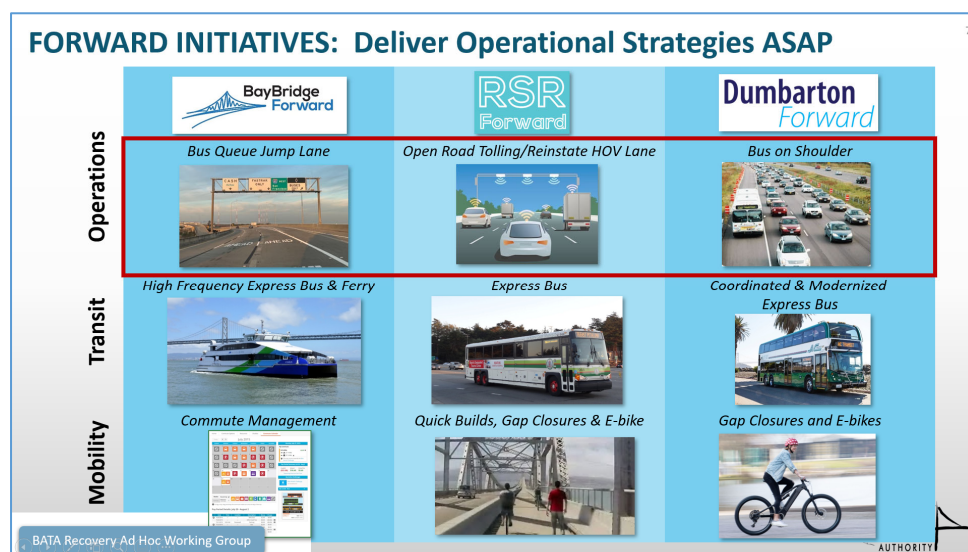 FORWARD INITIATIVES: Deliver Operational Strategies ASAP
7
BayBridge
Forward
RSR
Forward
Dumbarton
Forward
Operations
Bus Queue Jump Lane
Open Road Tolling/Reinstate HOV Lane
Bus on Shoulder
Transit
High Frequency Express Bus & Ferry
Express Bus
Coordinated & Modernized
Express Bus
Mobility
Commute Management
Quick Builds, Gap Closures & E-bike
Gap Closures and E-bikes
BATA Recovery Ad Hoc Working Group
AUTHORITY